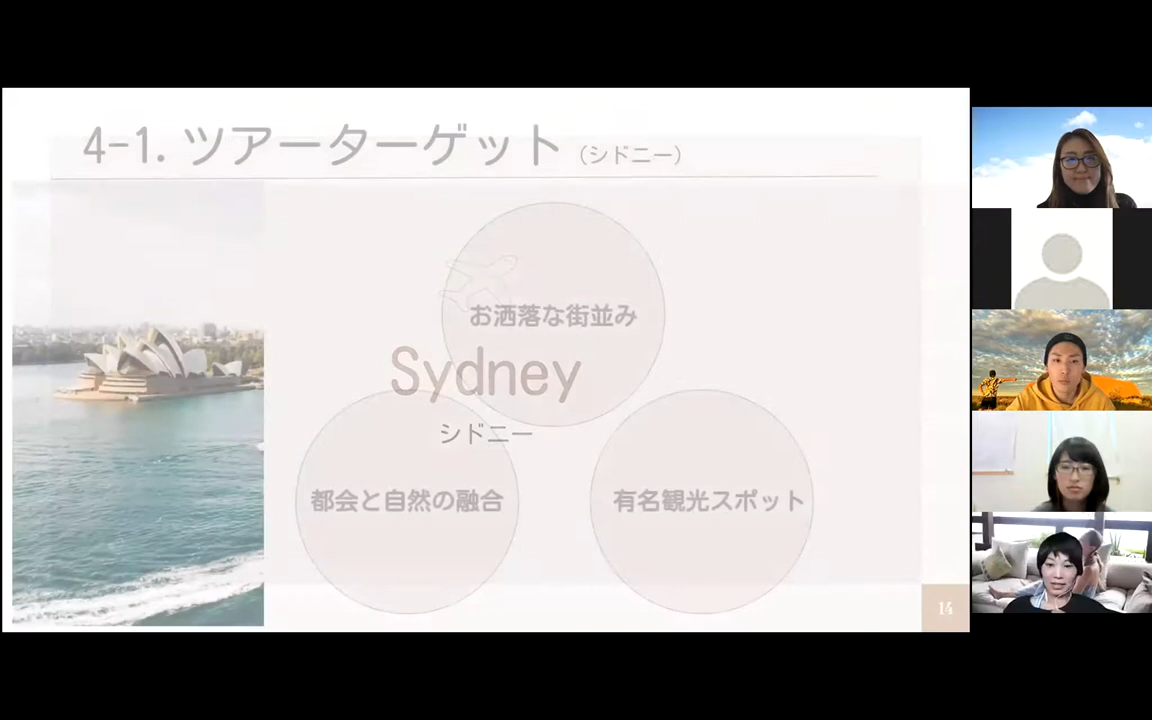 4-1. ツアーターゲット (シドニー)
お洒落な街並み
Sydney
シドニー
都会と自然の融合
有名観光スポット
14